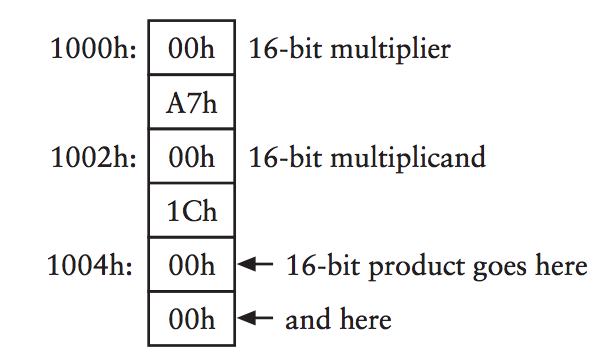 1000h: 00h 16-bit multiplier
A7h
1002h: 00h 16-bit multiplicand
1Ch
1004h: 00h 16-bit product goes here
00h and here